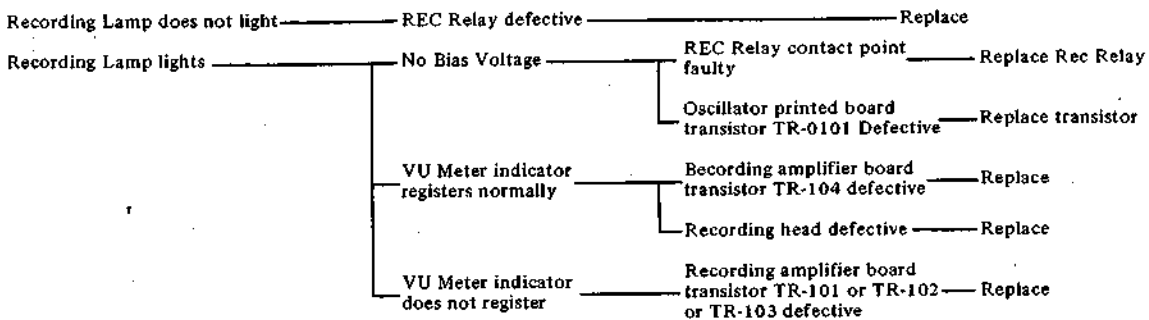 Recording Lamp does not light REC Relay defective Replace
Recording Lamp lights No Bias Voltage
REC Relay contact point
faulty
Replace Rec Relay
Oscillator printed board
transistor TR-0101 Defective
Replace transistor
VU Meter indicator
registers normally
Becording amplifier board
transistor TR-104 defective
Replace
Recording head defective Replace
VU Meter indicator
does not register
Recording amplifier board
transistor TR-101 or TR-102
or TR-103 defective
Replace